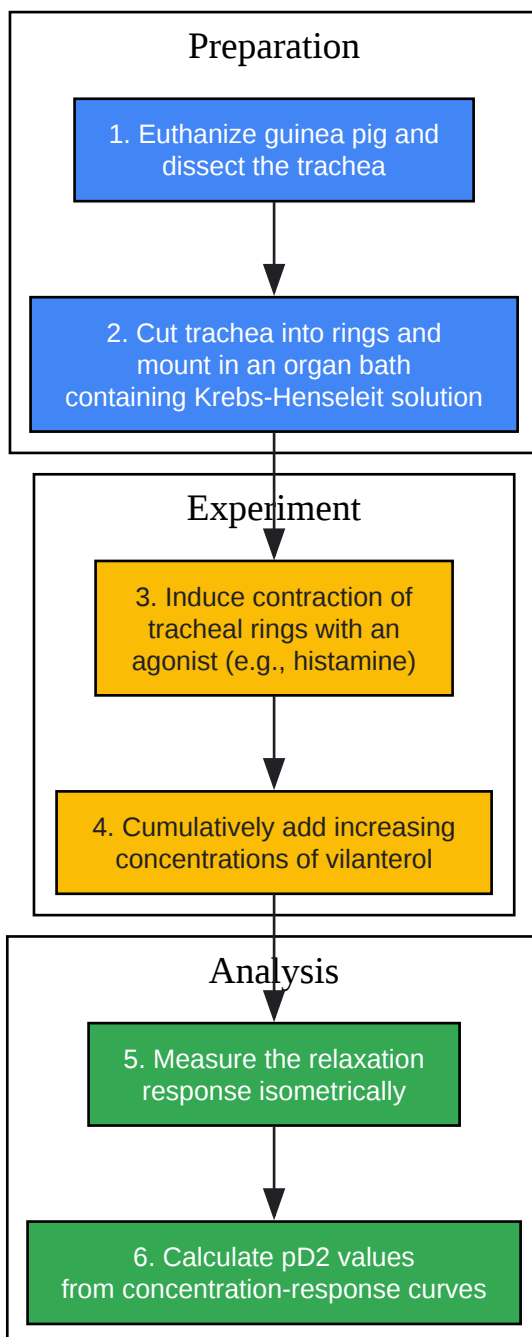 Preparation
1. Euthanize guinea pig and
dissect the trachea
2. Cut trachea into rings and
mount in an organ bath
containing Krebs-Henseleit solution
Experiment
3. Induce contraction of
tracheal rings with an
agonist (e.g., histamine)
4. Cumulatively add increasing
concentrations of vilanterol
Analysis
5. Measure the relaxation
response isometrically
6. Calculate pD2 values
from concentration-response curves